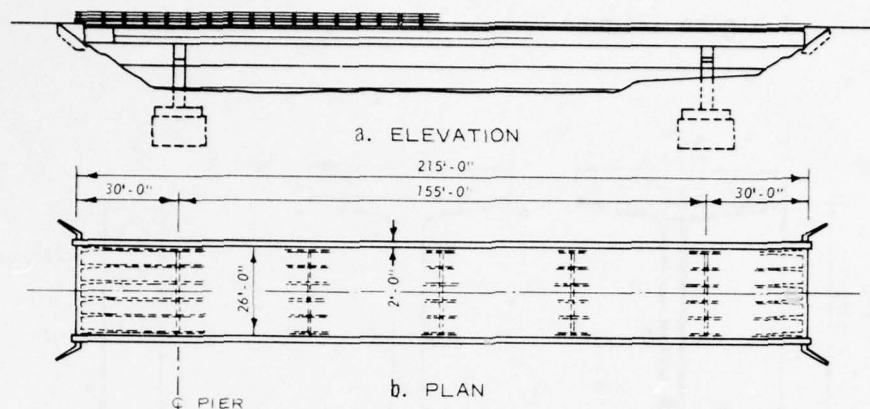 a. ELEVATION
215'-0"
30'-0" 155'-0" 30'-0"
26'-0" 2'-0"
b. PLAN
℄ PIER